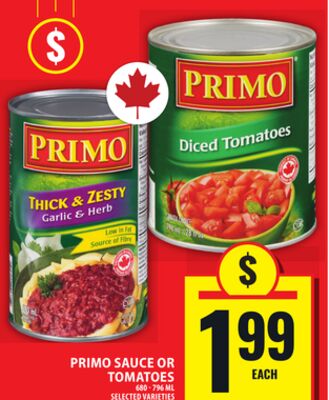 $
PRIMO
Diced Tomatoes
PRIMO
THICK & ZESTY
Garlic & Herb
Low in Fat
Source of Fibre
PRIMO SAUCE OR
TOMATOES
680 - 796 ML
SELECTED VARIETIES
$
1.99
EACH